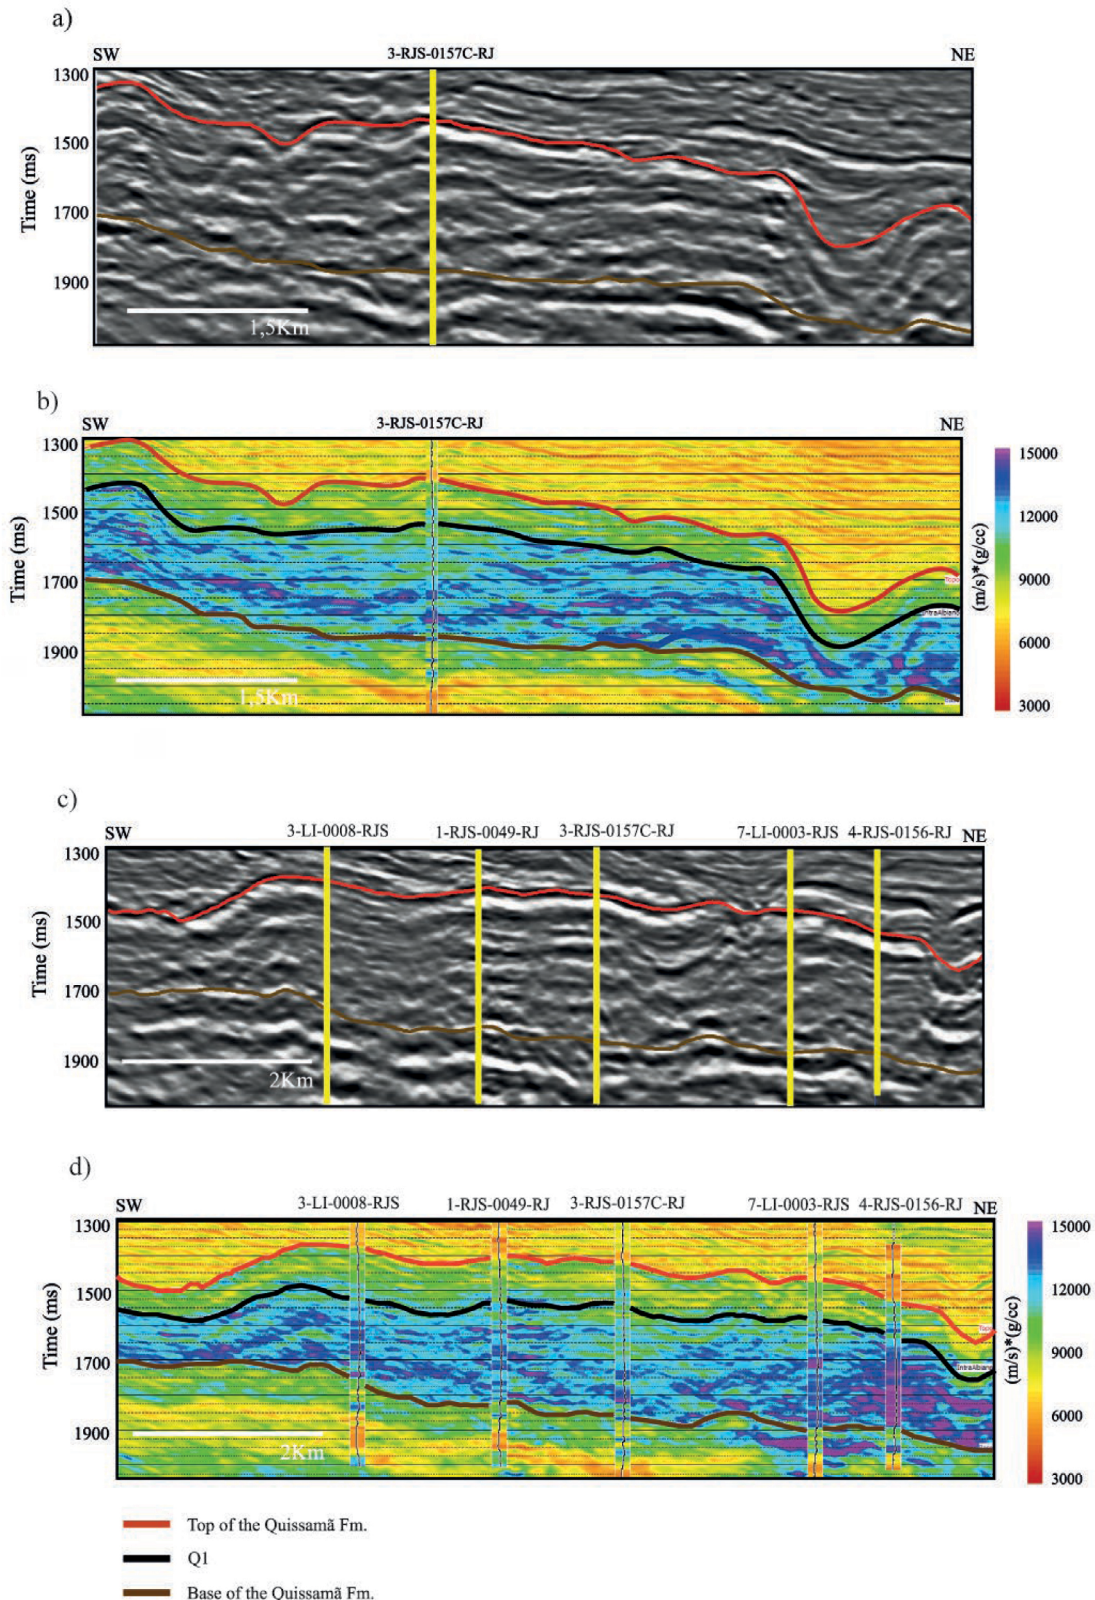 a)
SW 3-RJS-0157C-RJ NE
1300
1500
1700
1900
Time (ms)
1,5Km
b)
SW 3-RJS-0157C-RJ NE
1300
1500
1700
1900
Time (ms)
1,5Km
Topo
IntraAlbiano
15000
12000
9000
6000
3000
(m/s)*(g/cc)
c)
SW 3-LI-0008-RJS 1-RJS-0049-RJ 3-RJS-0157C-RJ 7-LI-0003-RJS 4-RJS-0156-RJ NE
1300
1500
1700
1900
Time (ms)
2Km
d)
SW 3-LI-0008-RJS 1-RJS-0049-RJ 3-RJS-0157C-RJ 7-LI-0003-RJS 4-RJS-0156-RJ NE
1300
1500
1700
1900
Time (ms)
2Km
IntraAlbiano
15000
12000
9000
6000
3000
(m/s)*(g/cc)
Top of the Quissamã Fm.
Q1
Base of the Quissamã Fm.